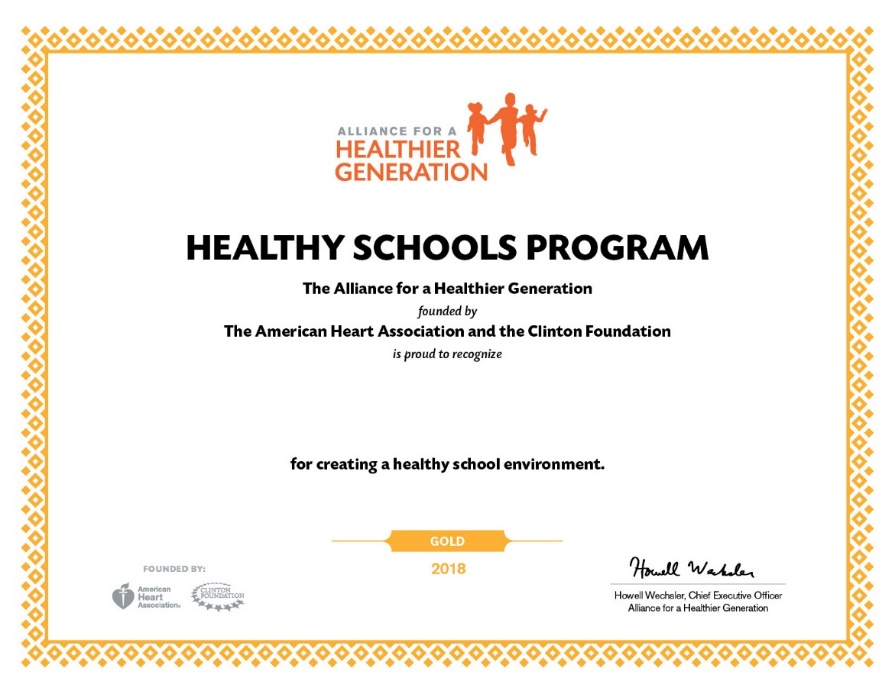 ALLIANCE FOR A
HEALTHIER
GENERATION
HEALTHY SCHOOLS PROGRAM
The Alliance for a Healthier Generation
founded by
The American Heart Association and the Clinton Foundation
is proud to recognize
for creating a healthy school environment.
GOLD
2018
FOUNDED BY:
American
Heart
Association®
CLINTON
FOUNDATION
Howell Wechsler
Howell Wechsler, Chief Executive Officer
Alliance for a Healthier Generation